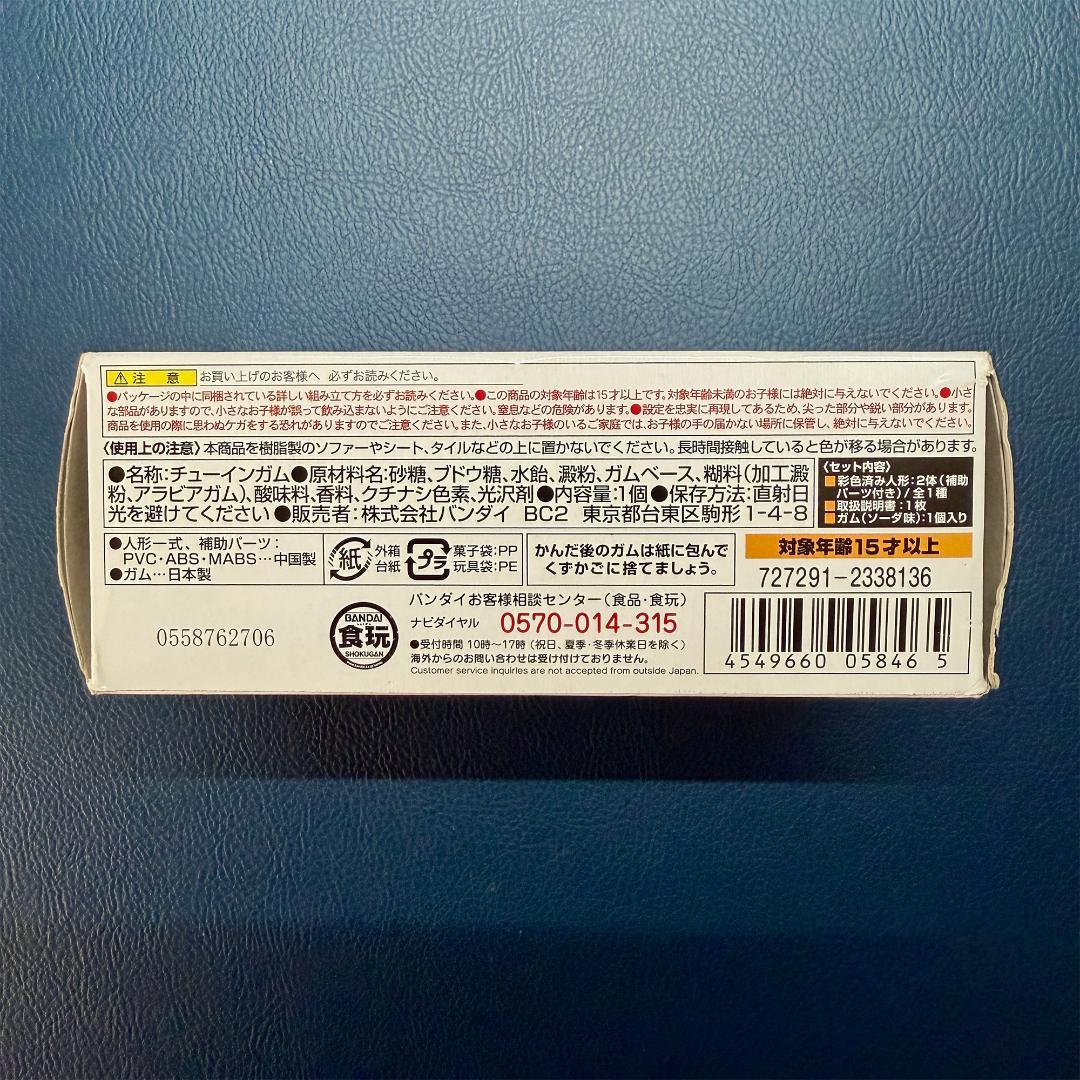 ⚠注 意 お買い上げのお客様へ 必ずお読みください。
●パッケージの中に同梱されている詳しい組み立て方を必ずお読みください。●この商品の対象年齢は15才以上です。対象年齢未満のお子様には絶対に与えないでください。●小さ
な部品がありますので、小さなお子様が誤って飲み込まないようにご注意ください。窒息などの危険があります。●設定を忠実に再現してあるため、尖った部分や鋭い部分があります。
商品を使用の際に思わぬケガをする恐れがありますのでご注意ください。また、小さなお子様のいるご家庭では、お子様の手の届かない場所に保管し、絶対に与えないでください。
〈使用上の注意〉本商品を樹脂製のソファーやシート、タイルなどの上に置かないでください。長時間接触していると色が移る場合があります。
●名称:チューインガム●原材料名:砂糖、ブドウ糖、水飴、澱粉、ガムベース、糊料(加工澱
粉、アラビアガム)、酸味料、香料、クチナシ色素、光沢剤●内容量:1個●保存方法:直射日
光を避けてください●販売者:株式会社バンダイ BC2 東京都台東区駒形1-4-8
〈セット内容〉
■彩色済み人形:2体(補助
パーツ付き)/全1種
■取扱説明書:1枚
■ガム(ソーダ味):1個入り
●人形一式、補助パーツ:
PVC・ABS・MABS…中国製
●ガム…日本製
紙
外箱
台紙
プラ
菓子袋:PP
玩具袋:PE
かんだ後のガムは紙に包んで
くずかごに捨てましょう。
対象年齢15才以上
727291-2338136
0558762706
BANDAI
食玩
SHOKUGAN
バンダイお客様相談センター(食品・食玩)
ナビダイヤル 0570-014-315
●受付時間 10時〜17時(祝日、夏季・冬季休業日を除く)
海外からのお問い合わせは受け付けておりません。
Customer service inquiries are not accepted from outside Japan.
4549660 05846 5